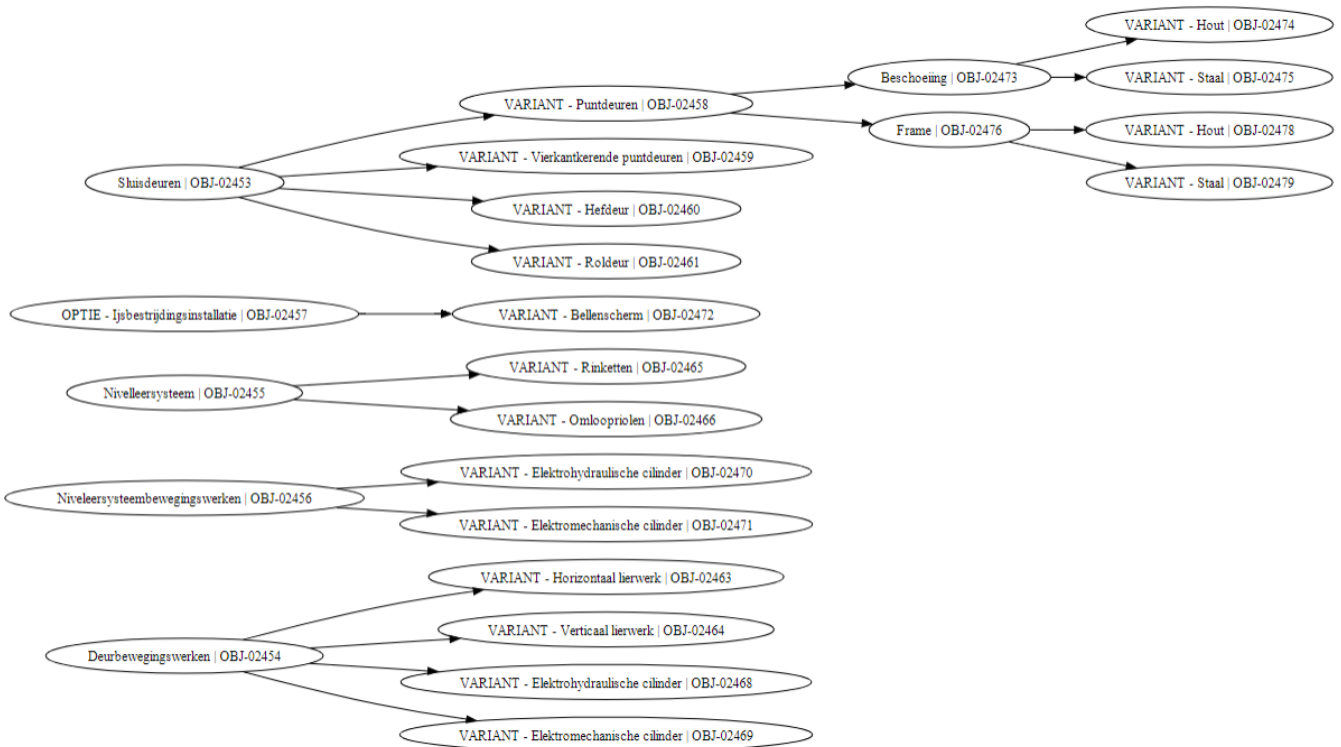 VARIANT - Hout | OBJ-02474
Beschoeiing | OBJ-02473
VARIANT - Staal | OBJ-02475
VARIANT - Puntdeuren | OBJ-02458
Frame | OBJ-02476
VARIANT - Hout | OBJ-02478
VARIANT - Vierkantkerende puntdeuren | OBJ-02459
Sluisdeuren | OBJ-02453
VARIANT - Staal | OBJ-02479
VARIANT - Hefdeur | OBJ-02460
VARIANT - Roldeur | OBJ-02461
OPTIE - Ijsbestrijdingsinstallatie | OBJ-02457
VARIANT - Bellenscherm | OBJ-02472
VARIANT - Rinketten | OBJ-02465
Nivelleersysteem | OBJ-02455
VARIANT - Omloopriolen | OBJ-02466
VARIANT - Elektrohydraulische cilinder | OBJ-02470
Niveleersysteembewegingswerken | OBJ-02456
VARIANT - Elektromechanische cilinder | OBJ-02471
VARIANT - Horizontaal lierwerk | OBJ-02463
VARIANT - Verticaal lierwerk | OBJ-02464
Deurbewegingswerken | OBJ-02454
VARIANT - Elektrohydraulische cilinder | OBJ-02468
VARIANT - Elektromechanische cilinder | OBJ-02469